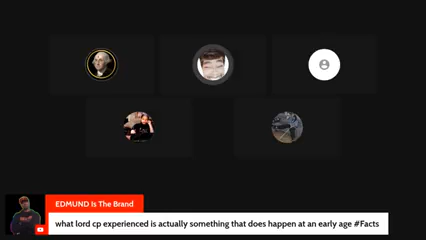 EDMUND Is The Brand
what lord cp experienced is actually something that does happen at an early age #Facts